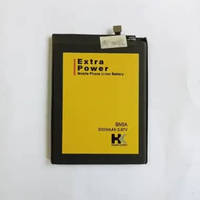 Extra
Power
Mobile Phone Li-ion Battery
BN5A
5000mAh 3.87V